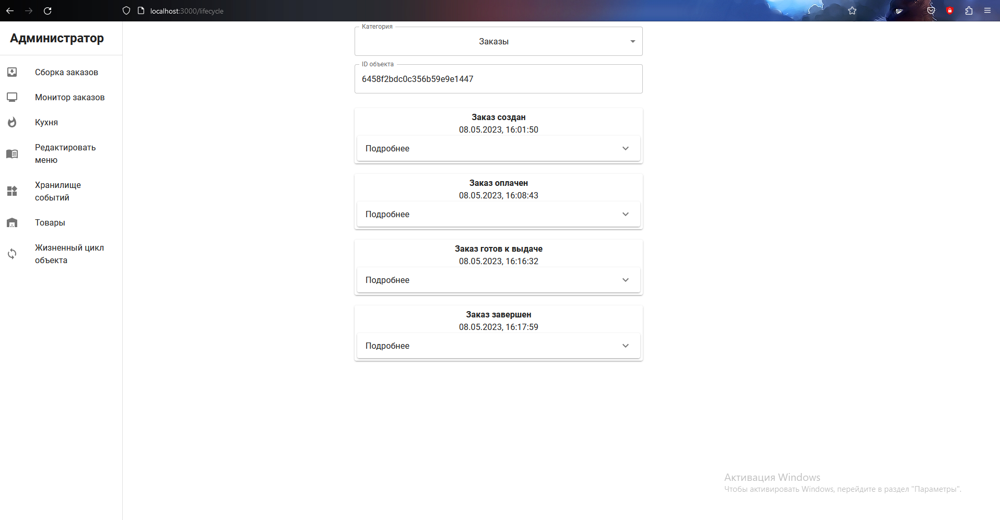 localhost:3000/lifecycle
Администратор
Сборка заказов
Монитор заказов
Кухня
Редактировать
меню
Хранилище
событий
Товары
Жизненный цикл
объекта
Категория
Заказы
ID объекта
6458f2bdc0c356b59e9e1447
Заказ создан
08.05.2023, 16:01:50
Подробнее
Заказ оплачен
08.05.2023, 16:08:43
Подробнее
Заказ готов к выдаче
08.05.2023, 16:16:32
Подробнее
Заказ завершен
08.05.2023, 16:17:59
Подробнее
Активация Windows
Чтобы активировать Windows, перейдите в раздел "Параметры".